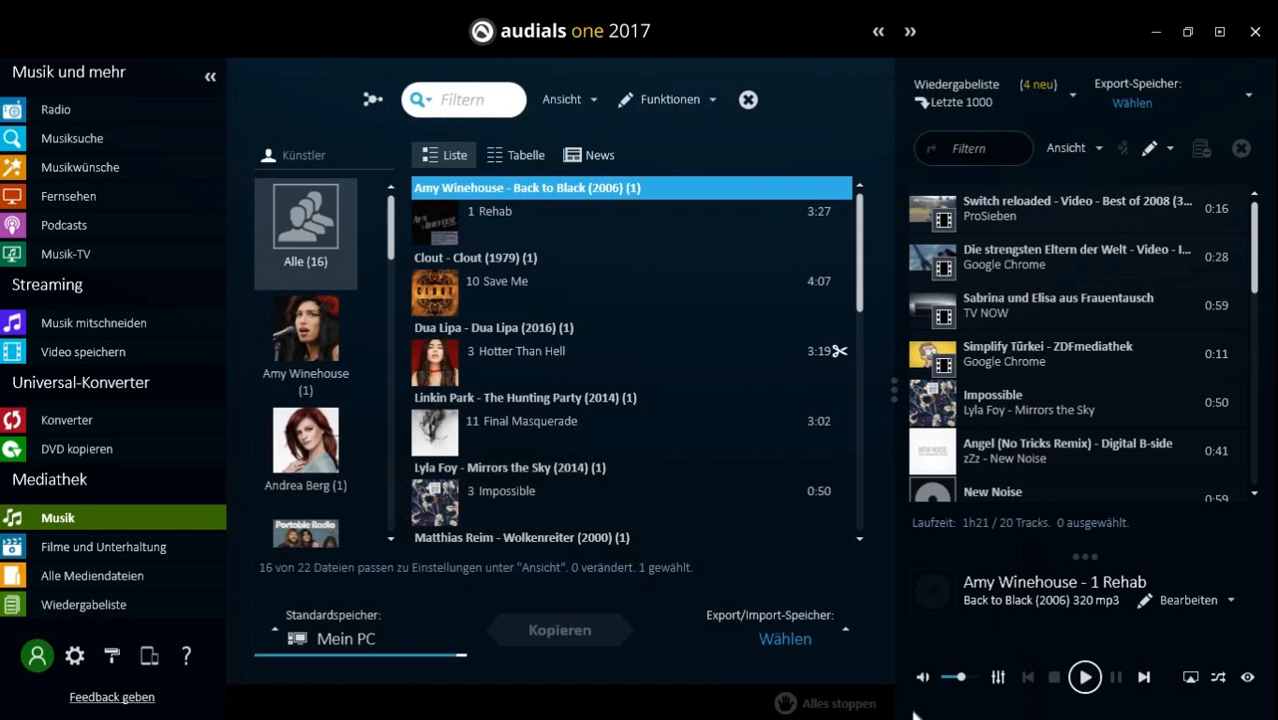 audials one 2017
Musik und mehr
Radio
Musiksuche
Musikwünsche
Fernsehen
Podcasts
Musik-TV
Streaming
Musik mitschneiden
Video speichern
Universal-Konverter
Konverter
DVD kopieren
Mediathek
Musik
Filme und Unterhaltung
Alle Mediendateien
Wiedergabeliste
Feedback geben
Filtern
Ansicht
Funktionen
Künstler
Liste
Tabelle
News
Alle (16)
Amy Winehouse
(1)
Andrea Berg (1)
Portable Radio
Amy Winehouse - Back to Black (2006) (1)
1 Rehab 3:27
Clout - Clout (1979) (1)
10 Save Me 4:07
Dua Lipa - Dua Lipa (2016) (1)
3 Hotter Than Hell 3:19
Linkin Park - The Hunting Party (2014) (1)
11 Final Masquerade 3:02
Lyla Foy - Mirrors the Sky (2014) (1)
3 Impossible 0:50
Matthias Reim - Wolkenreiter (2000) (1)
16 von 22 Dateien passen zu Einstellungen unter "Ansicht". 0 verändert. 1 gewählt.
Standardspeicher:
Mein PC
Kopieren
Export/Import-Speicher:
Wählen
Alles stoppen
Wiedergabeliste (4 neu)
Letzte 1000
Export-Speicher:
Wählen
Filtern
Ansicht
Switch reloaded - Video - Best of 2008 (3... 0:16
ProSieben
Die strengsten Eltern der Welt - Video - I... 0:28
Google Chrome
Sabrina und Elisa aus Frauentausch 0:59
TV NOW
Simplify Türkei - ZDFmediathek 0:11
Google Chrome
Impossible 0:50
Lyla Foy - Mirrors the Sky
Angel (No Tricks Remix) - Digital B-side 0:41
zZz - New Noise
New Noise 0:59
Laufzeit: 1h21 / 20 Tracks. 0 ausgewählt.
Amy Winehouse - 1 Rehab
Back to Black (2006) 320 mp3
Bearbeiten